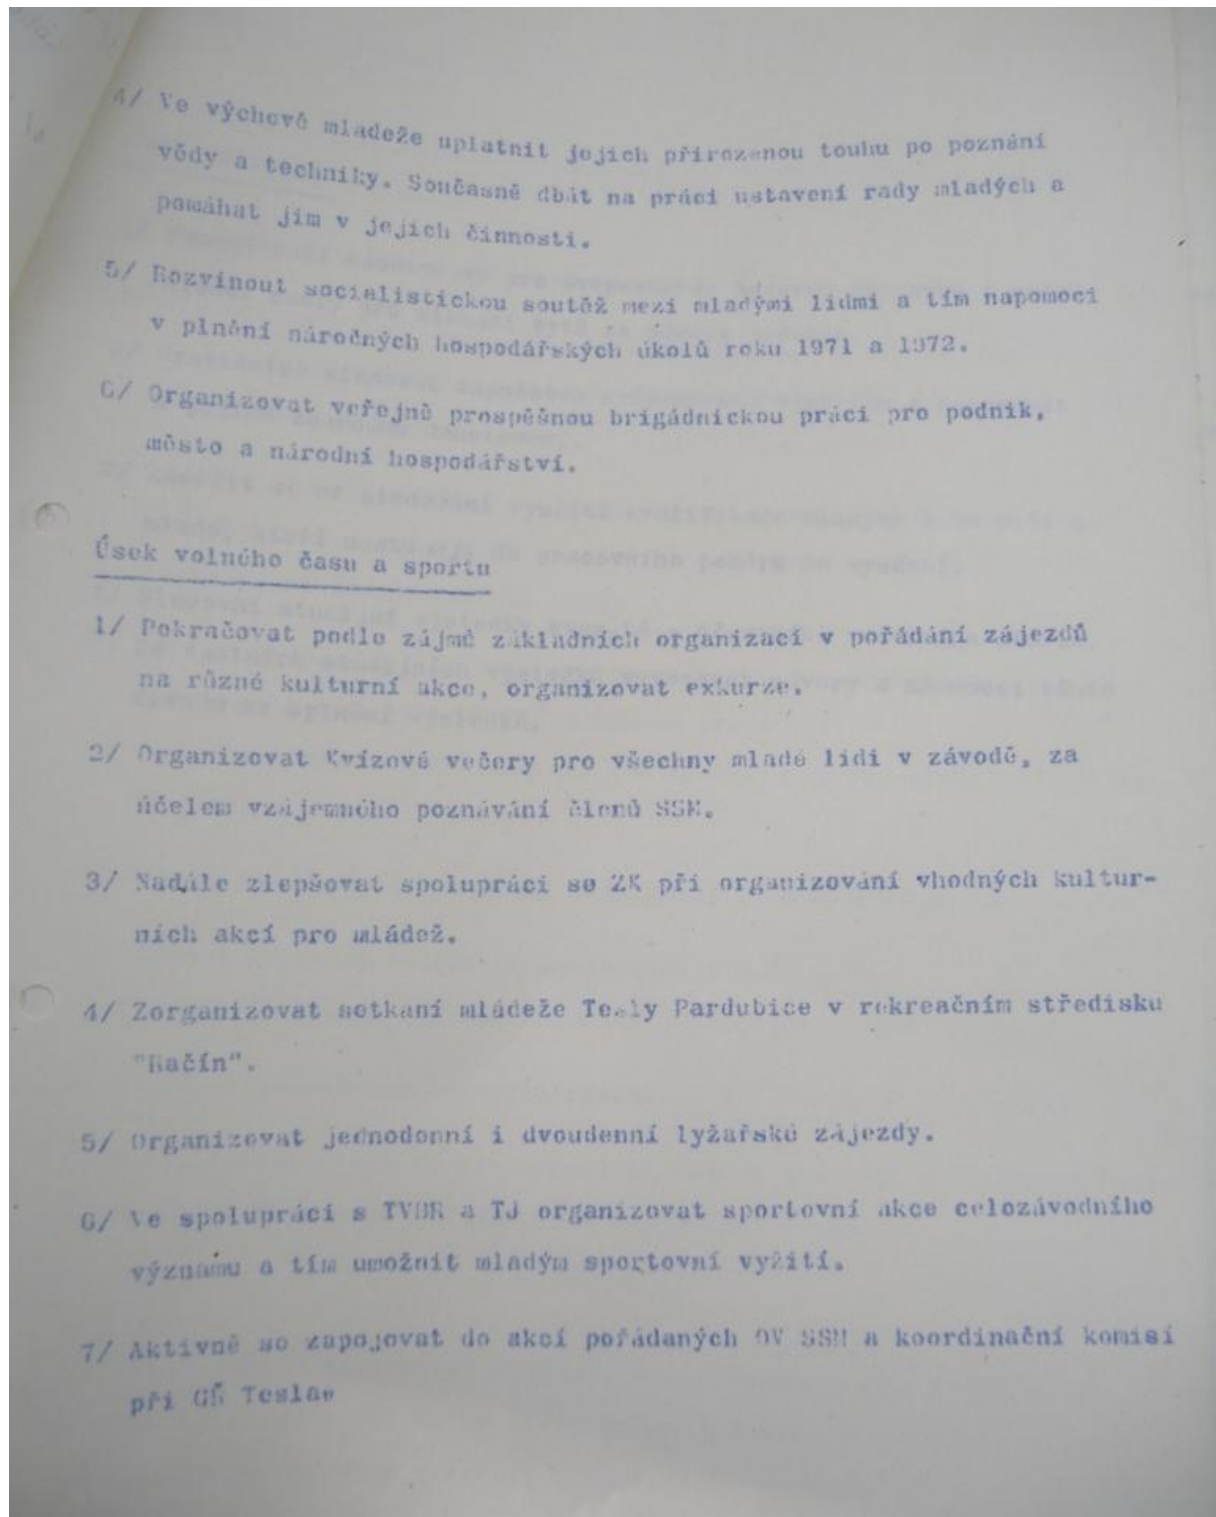 4/ Ve výchově mládeže uplatnit jejich přirozenou touhu po poznání
vědy a techniky. Současně dbát na práci ustavení rady mladých a
pomáhat jim v jejich činnosti.
5/ Rozvinout socialistickou soutěž mezi mladými lidmi a tím napomoci
v plnění náročných hospodářských úkolů roku 1971 a 1972.
6/ Organizovat veřejně prospěšnou brigádnickou práci pro podnik,
město a národní hospodářství.
Úsek volného času a sportu
1/ Pokračovat podle zájmů základních organizací v pořádání zájezdů
na různé kulturní akce, organizovat exkurze.
2/ Organizovat Kvízové večery pro všechny mladé lidi v závodě, za
účelem vzájemného poznávání členů SSM.
3/ Nadále zlepšovat spolupráci se ZK při organizování vhodných kultur-
ních akcí pro mládež.
4/ Zorganizovat setkaní mládeže Tesly Pardubice v rekreačním středisku
"Račín".
5/ Organizovat jednodenní i dvoudenní lyžařské zájezdy.
6/ Ve spolupráci s TVBR a TJ organizovat sportovní akce celozávodního
významu a tím umožnit mladým sportovní vyžití.
7/ Aktivně se zapojovat do akcí pořádaných OV SSM a koordinační komisí
při GŘ Tesla